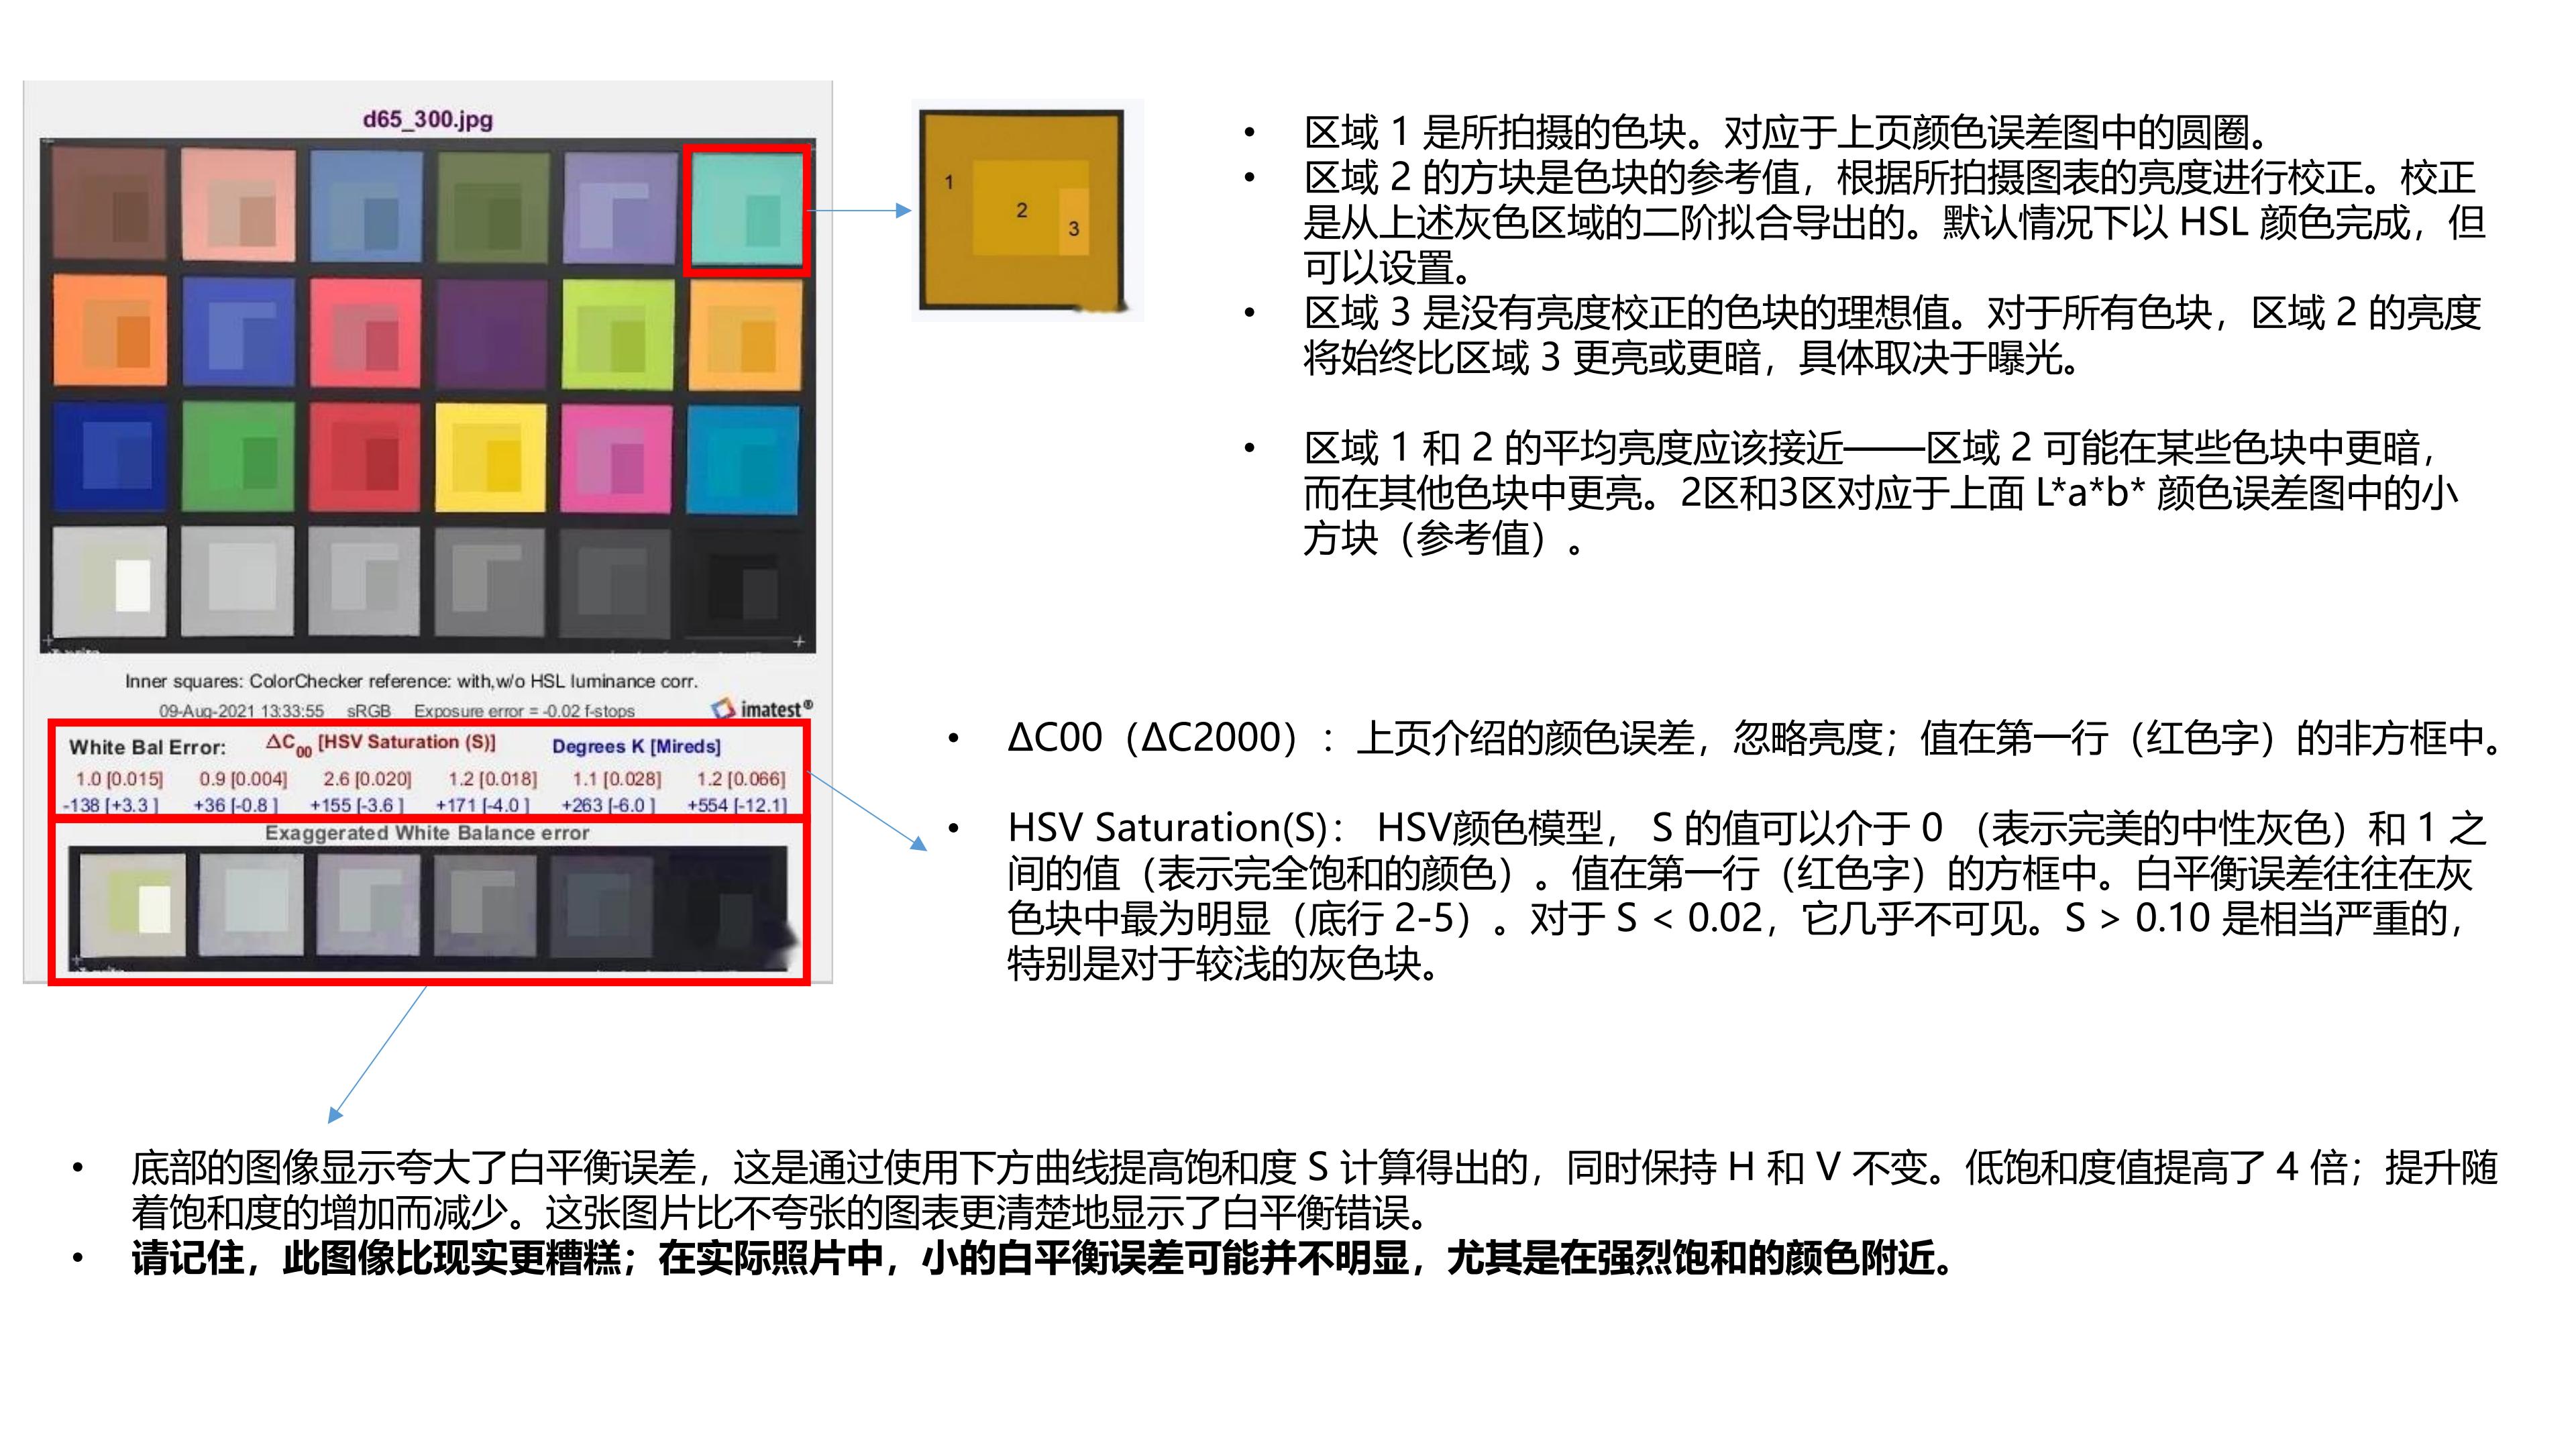 d65_300.jpg
1
2
3
• 区域 1 是所拍摄的色块。对应于上页颜色误差图中的圆圈。
• 区域 2 的方块是色块的参考值，根据所拍摄图表的亮度进行校正。校正
是从上述灰色区域的二阶拟合导出的。默认情况下以 HSL 颜色完成，但
可以设置。
• 区域 3 是没有亮度校正的色块的理想值。对于所有色块，区域 2 的亮度
将始终比区域 3 更亮或更暗，具体取决于曝光。
• 区域 1 和 2 的平均亮度应该接近——区域 2 可能在某些色块中更暗，
而在其他色块中更亮。2区和3区对应于上面 L*a*b* 颜色误差图中的小
方块（参考值）。
Inner squares: ColorChecker reference: with,w/o HSL luminance corr.
09-Aug-2021 13:33:55 sRGB Exposure error = -0.02 f-stops imatest®
White Bal Error: ΔC00 [HSV Saturation (S)] Degrees K [Mireds]
1.0 [0.015] 0.9 [0.004] 2.6 [0.020] 1.2 [0.018] 1.1 [0.028] 1.2 [0.066]
-138 [+3.3 ] +36 [-0.8 ] +155 [-3.6 ] +171 [-4.0 ] +263 [-6.0 ] +554 [-12.1]
Exaggerated White Balance error
• ΔC00（ΔC2000）：上页介绍的颜色误差，忽略亮度；值在第一行（红色字）的非方框中。
• HSV Saturation(S)： HSV颜色模型， S 的值可以介于 0 （表示完美的中性灰色）和 1 之
间的值（表示完全饱和的颜色）。值在第一行（红色字）的方框中。白平衡误差往往在灰
色块中最为明显（底行 2-5）。对于 S < 0.02，它几乎不可见。S > 0.10 是相当严重的，
特别是对于较浅的灰色块。
• 底部的图像显示夸大了白平衡误差，这是通过使用下方曲线提高饱和度 S 计算得出的，同时保持 H 和 V 不变。低饱和度值提高了 4 倍；提升随
着饱和度的增加而减少。这张图片比不夸张的图表更清楚地显示了白平衡错误。
• 请记住，此图像比现实更糟糕；在实际照片中，小的白平衡误差可能并不明显，尤其是在强烈饱和的颜色附近。